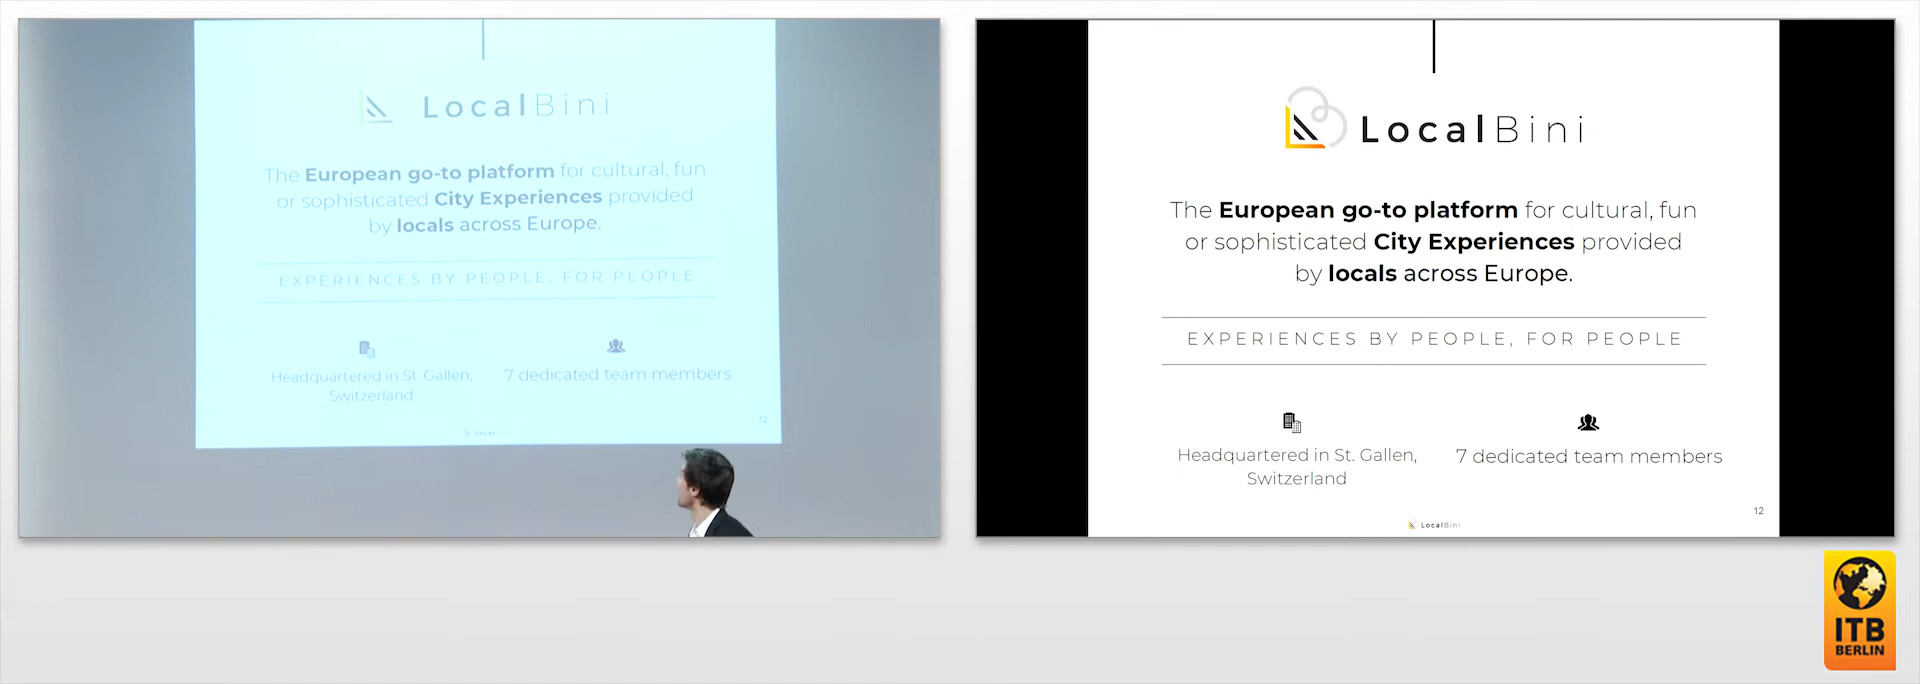 LocalBini
The European go-to platform for cultural, fun
or sophisticated City Experiences provided
by locals across Europe.
EXPERIENCES BY PEOPLE, FOR PEOPLE
Headquartered in St. Gallen,
Switzerland
7 dedicated team members
12
LocalBini
The European go-to platform for cultural, fun
or sophisticated City Experiences provided
by locals across Europe.
EXPERIENCES BY PEOPLE, FOR PEOPLE
Headquartered in St. Gallen,
Switzerland
7 dedicated team members
12
LocalBini
ITB
BERLIN